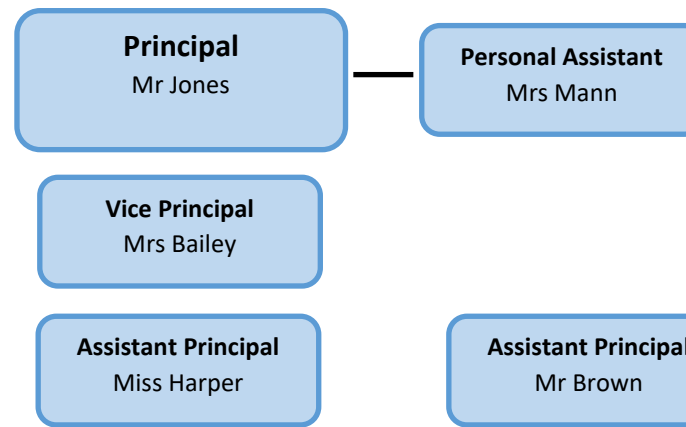 Principal
Mr Jones
Personal Assistant
Mrs Mann
Vice Principal
Mrs Bailey
Assistant Principal
Miss Harper
Assistant Principal
Mr Brown